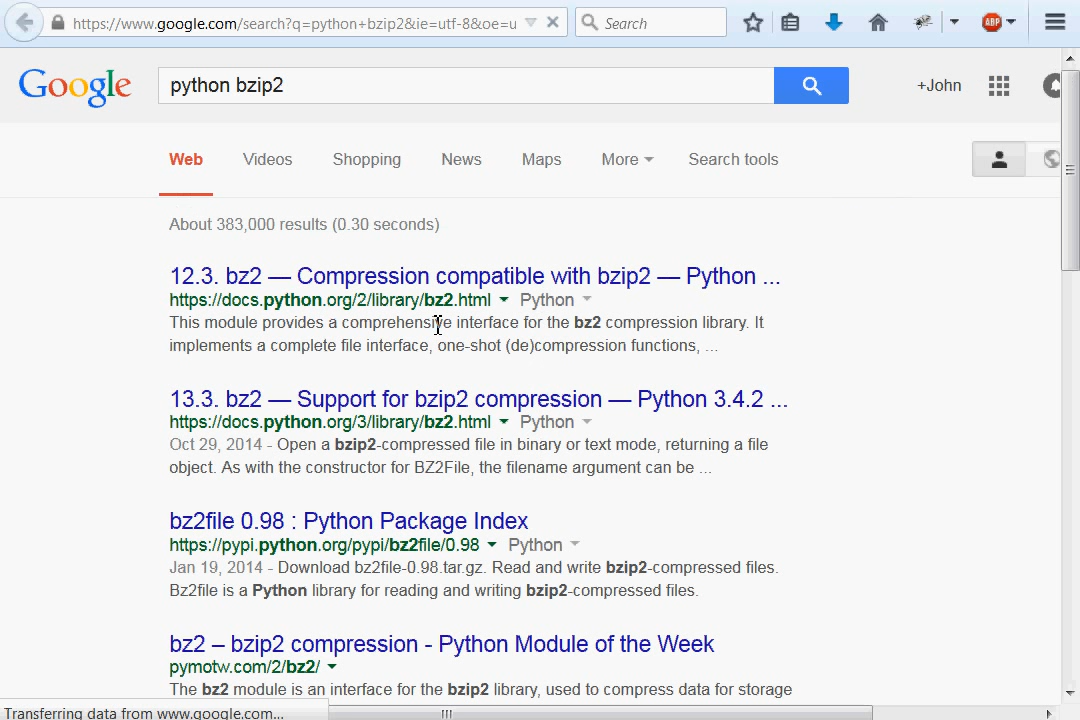 https://www.google.com/search?q=python+bzip2&ie=utf-8&oe=u
Search
ABP
Google
python bzip2
+John
Web
Videos
Shopping
News
Maps
More
Search tools
About 383,000 results (0.30 seconds)
12.3. bz2 — Compression compatible with bzip2 — Python ...
https://docs.python.org/2/library/bz2.html Python
This module provides a comprehensive interface for the bz2 compression library. It
implements a complete file interface, one-shot (de)compression functions, ...
13.3. bz2 — Support for bzip2 compression — Python 3.4.2 ...
https://docs.python.org/3/library/bz2.html Python
Oct 29, 2014 - Open a bzip2-compressed file in binary or text mode, returning a file
object. As with the constructor for BZ2File, the filename argument can be ...
bz2file 0.98 : Python Package Index
https://pypi.python.org/pypi/bz2file/0.98 Python
Jan 19, 2014 - Download bz2file-0.98.tar.gz. Read and write bzip2-compressed files.
Bz2file is a Python library for reading and writing bzip2-compressed files.
bz2 – bzip2 compression - Python Module of the Week
pymotw.com/2/bz2/
The bz2 module is an interface for the bzip2 library, used to compress data for storage
Transferring data from www.google.com...